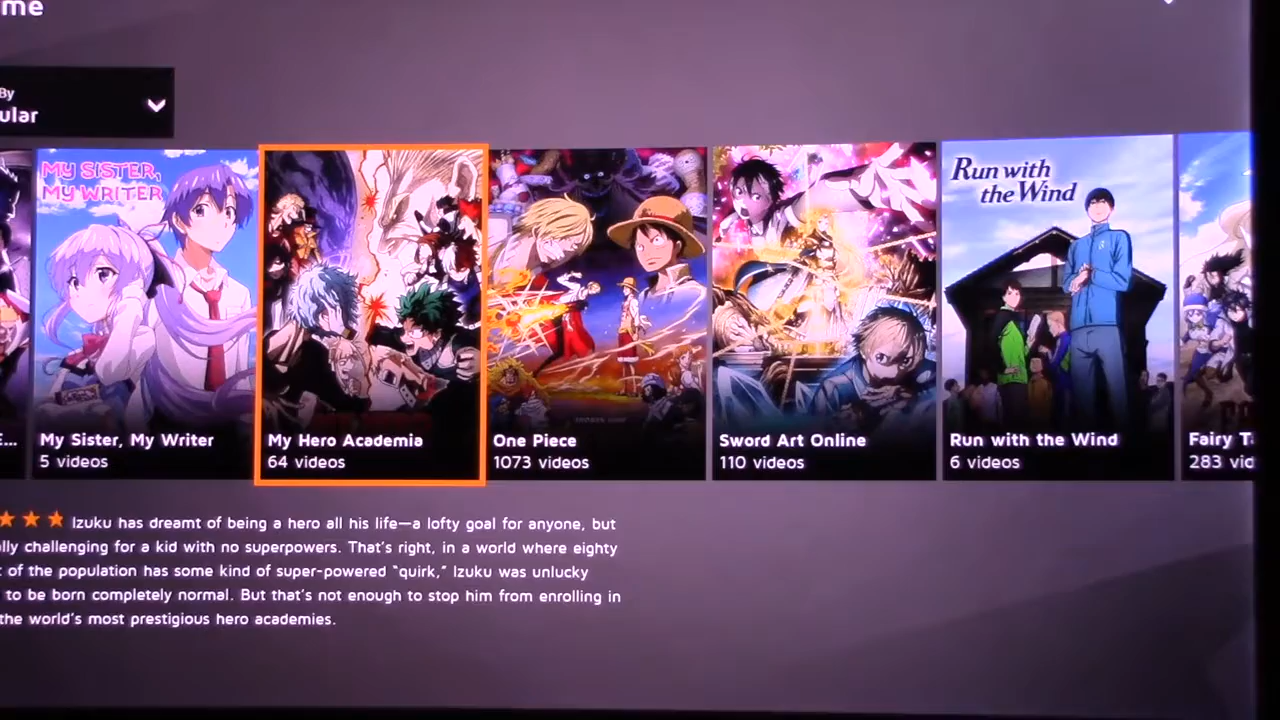 me
By
ular
MY SISTER,
MY WRITER
Run with
the Wind
E...
My Sister, My Writer
5 videos
My Hero Academia
64 videos
One Piece
1073 videos
Sword Art Online
110 videos
Run with the Wind
6 videos
Fairy T
283 vid
Izuku has dreamt of being a hero all his life—a lofty goal for anyone, but
lly challenging for a kid with no superpowers. That's right, in a world where eighty
of the population has some kind of super-powered "quirk," Izuku was unlucky
to be born completely normal. But that's not enough to stop him from enrolling in
the world's most prestigious hero academies.